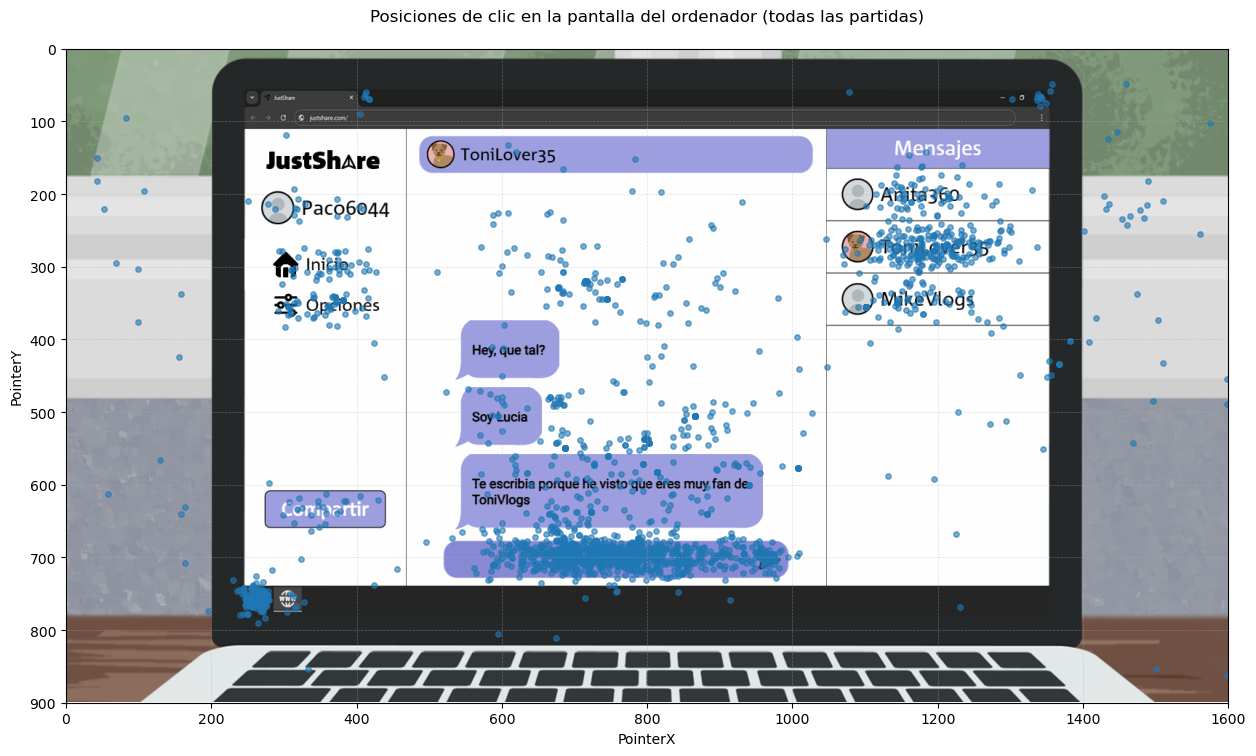 Posiciones de clic en la pantalla del ordenador (todas las partidas)
0
100
200
300
400
500
600
700
800
900
PointerY
JustShare
justshare.com/
JustShare
Paco6044
Inicio
Opciones
Compartir
ToniLover35
Hey, que tal?
Soy Lucia
Te escribia porque he visto que eres muy fan de
ToniVlogs
Mensajes
Anita360
ToniLover35
MikeVlogs
0
200
400
600
800
1000
1200
1400
1600
PointerX